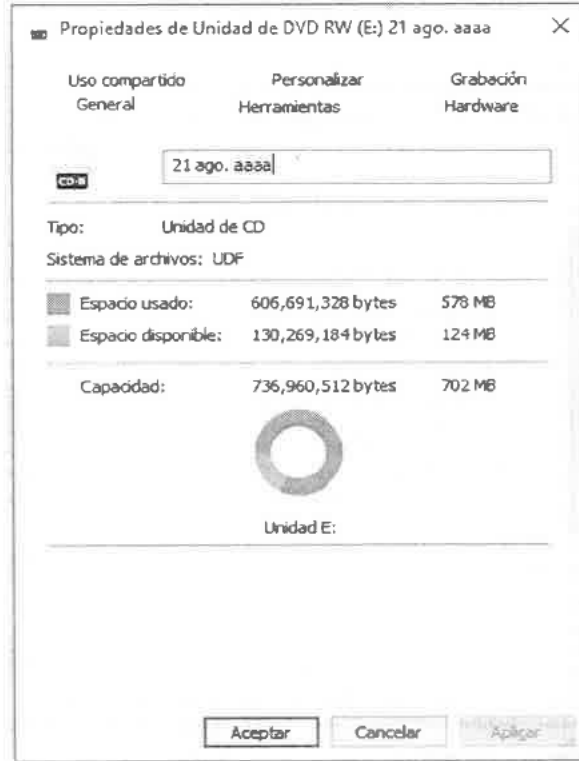 Propiedades de Unidad de DVD RW (E:) 21 ago. aaaa
Uso compartido Personalizar Grabación
General Herramientas Hardware
CD-R
21 ago. aaaa
Tipo: Unidad de CD
Sistema de archivos: UDF
Espacio usado: 606,691,328 bytes 578 MB
Espacio disponible: 130,269,184 bytes 124 MB
Capacidad: 736,960,512 bytes 702 MB
Unidad E:
Aceptar Cancelar Aplicar